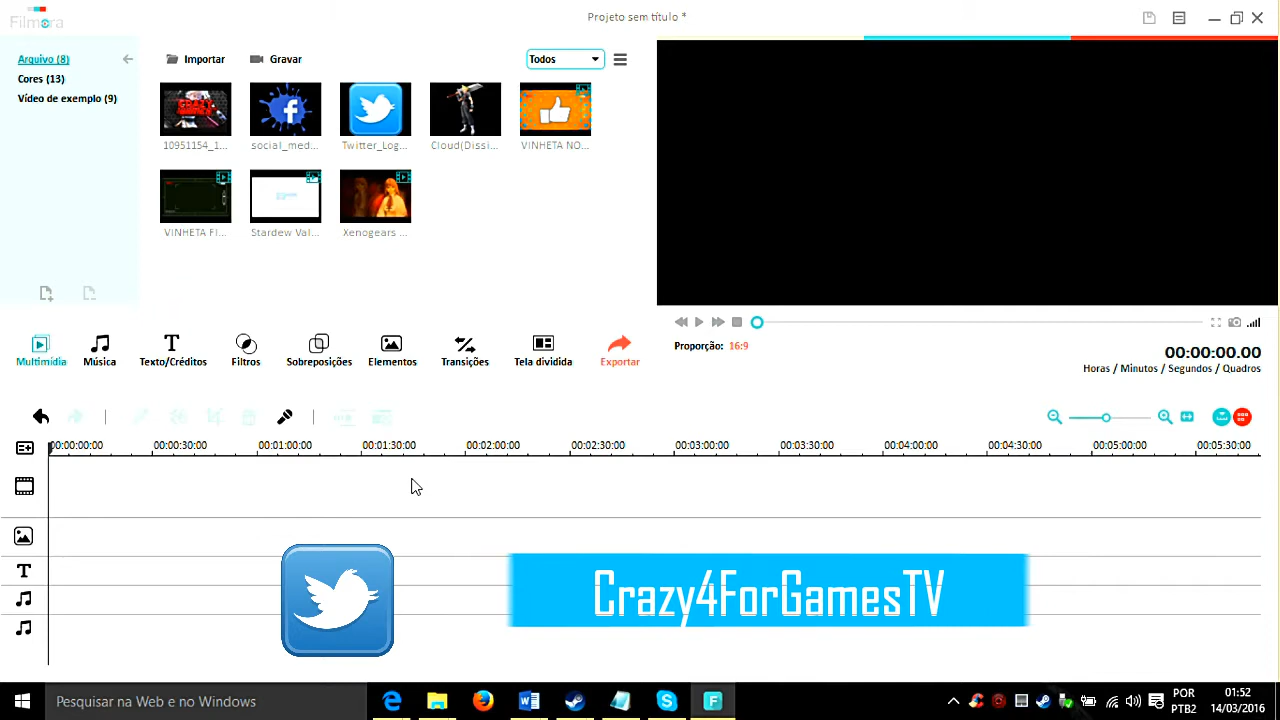 Filmora
Projeto sem título *
Arquivo (8)
Cores (13)
Vídeo de exemplo (9)
Importar
Gravar
Todos
10951154_1...
social_med...
Twitter_Log...
Cloud(Dissi...
VINHETA NO...
VINHETA FI...
Stardew Val...
Xenogears ...
Multimídia
Música
Texto/Créditos
Filtros
Sobreposições
Elementos
Transições
Tela dividida
Exportar
Proporção: 16:9
00:00:00.00
Horas / Minutos / Segundos / Quadros
00:00:00:00 00:00:30:00 00:01:00:00 00:01:30:00 00:02:00:00 00:02:30:00 00:03:00:00 00:03:30:00 00:04:00:00 00:04:30:00 00:05:00:00 00:05:30:00
T
Crazy4ForGamesTV
Pesquisar na Web e no Windows
POR
PTB2
01:52
14/03/2016